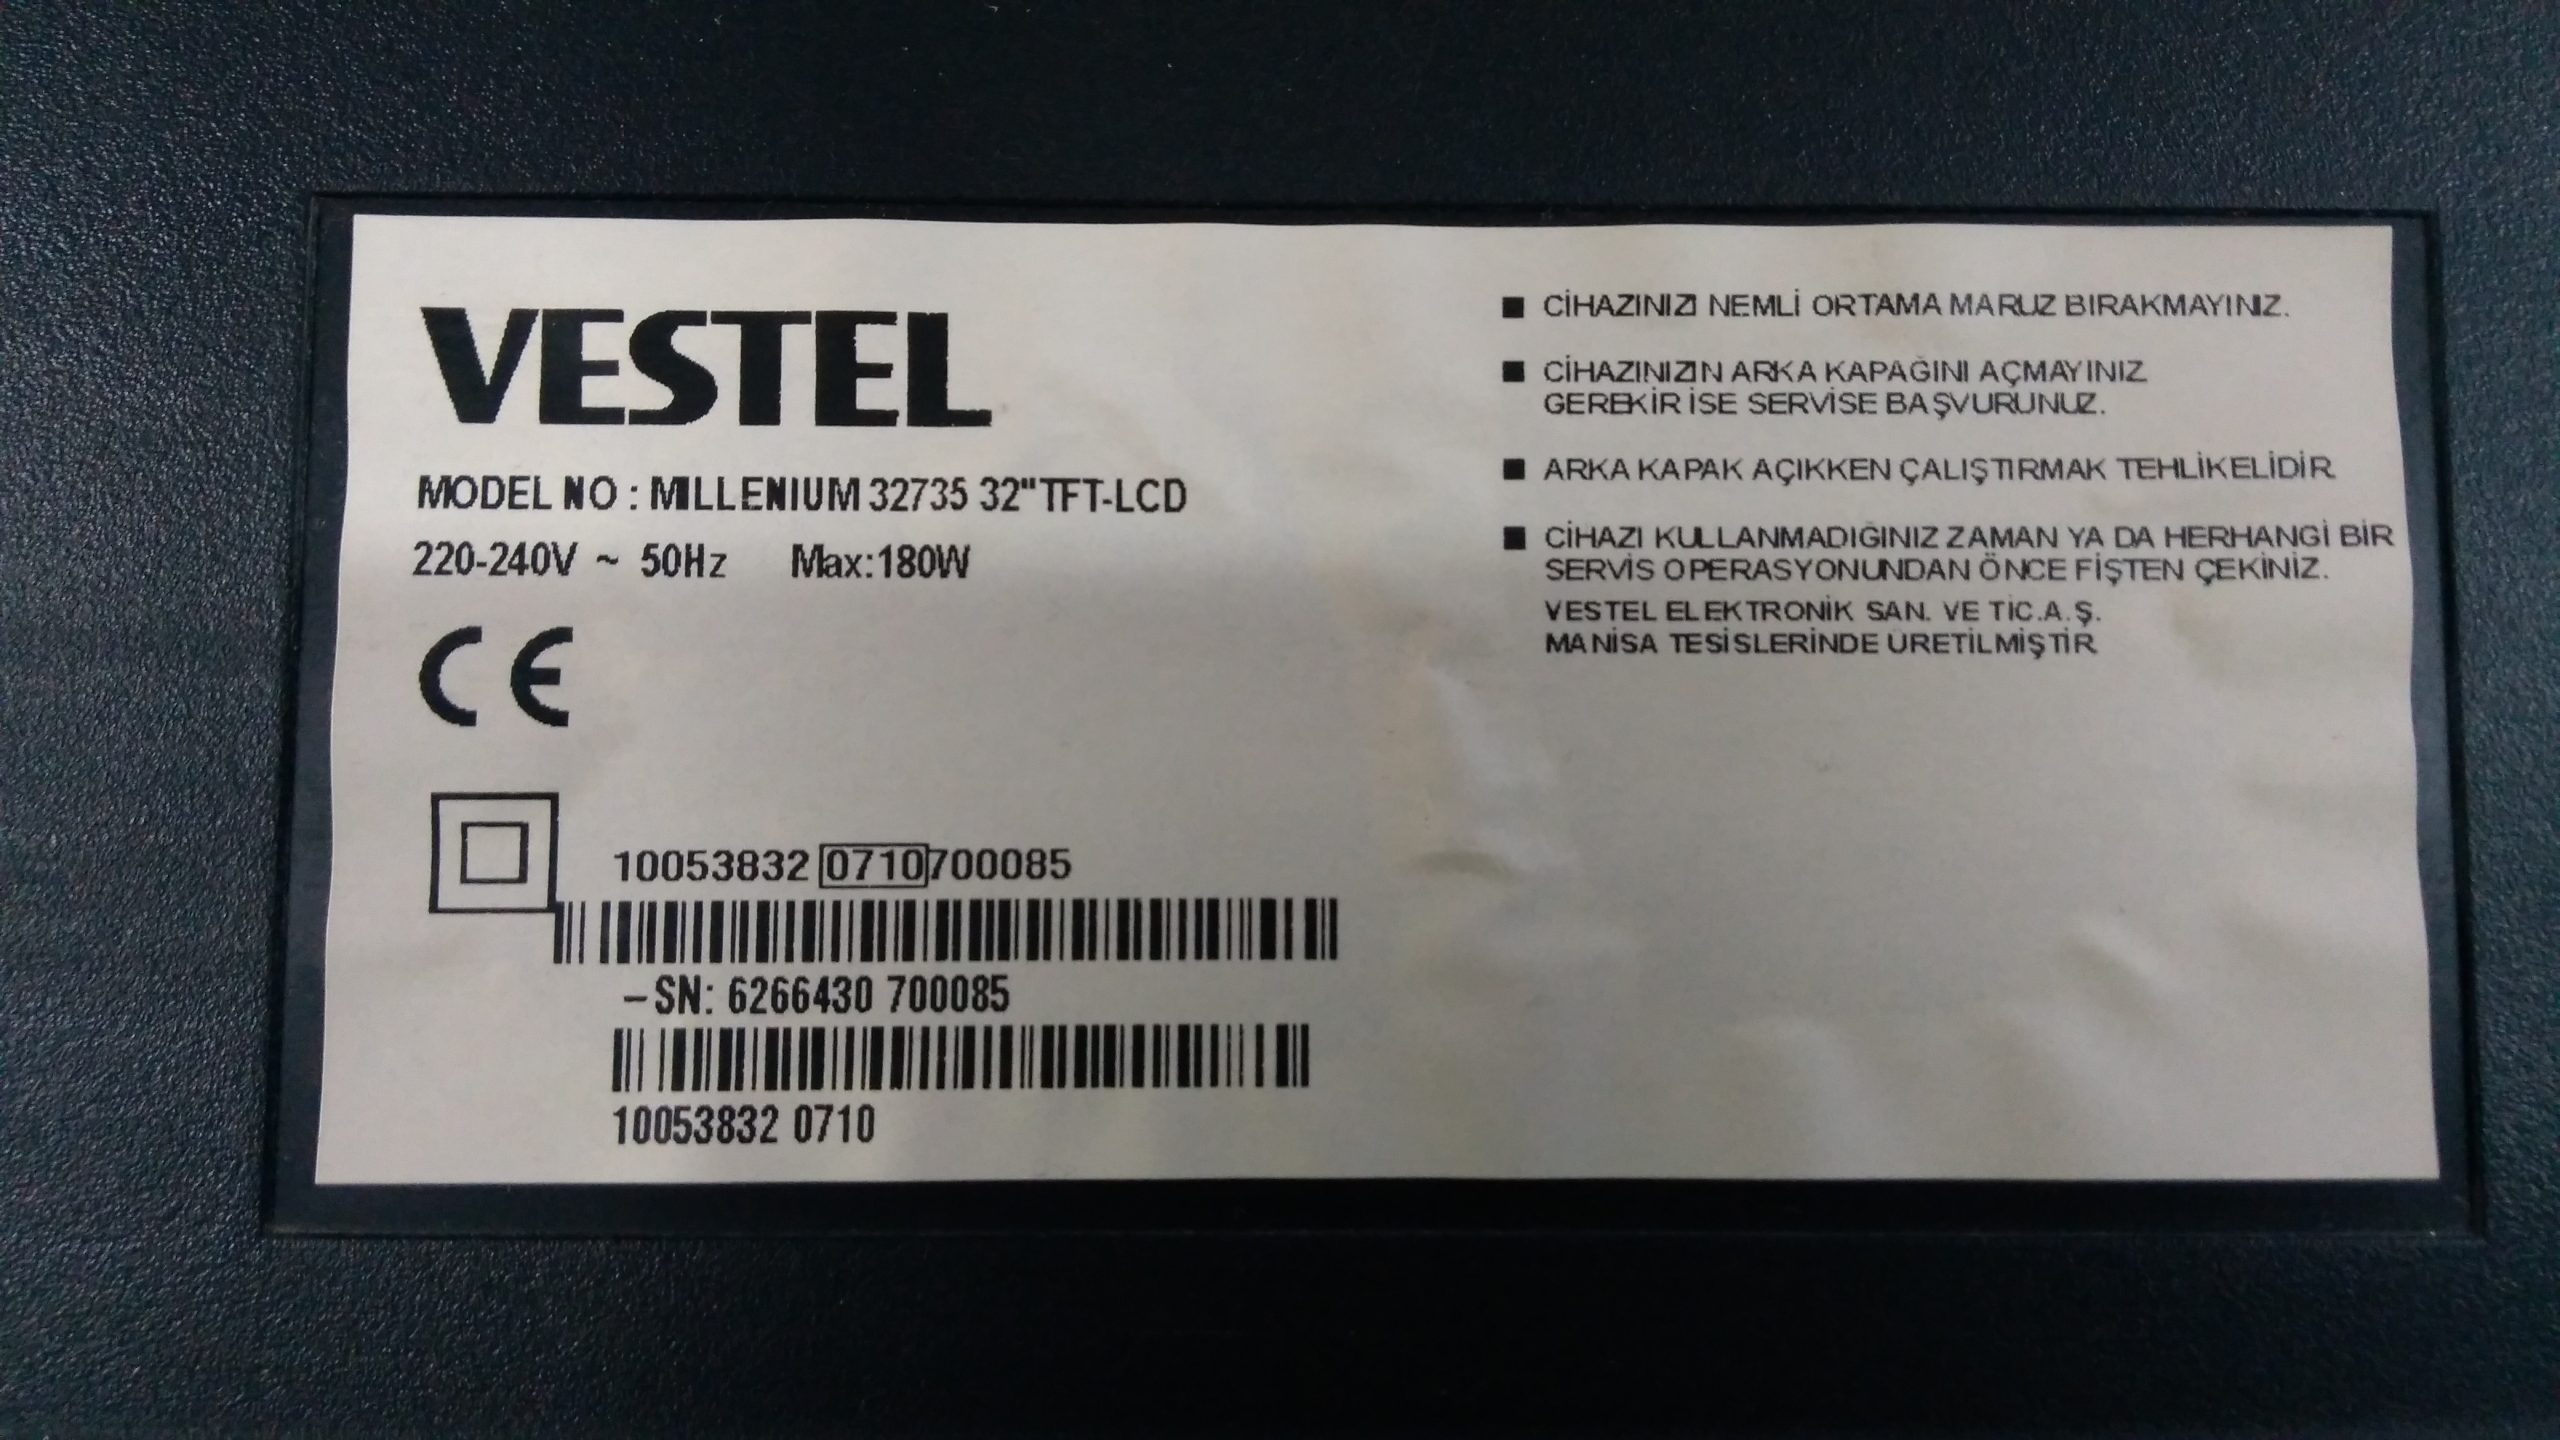 VESTEL
MODEL NO : MILLENIUM 32735 32" TFT-LCD
220-240V ~ 50Hz Max:180W
CE
10053832 0710700085
–SN: 6266430 700085
10053832 0710
■ CİHAZINIZI NEMLİ ORTAMA MARUZ BIRAKMAYINIZ.
■ CİHAZINIZIN ARKA KAPAĞINI AÇMAYINIZ
GEREKİR İSE SERVİSE BAŞVURUNUZ.
■ ARKA KAPAK AÇIKKEN ÇALIŞTIRMAK TEHLİKELİDİR
■ CİHAZI KULLANMADIĞINIZ ZAMAN YA DA HERHANGİ BİR
SERVİS OPERASYONUNDAN ÖNCE FİŞTEN ÇEKİNİZ.
VESTEL ELEKTRONİK SAN. VE TİC.A.Ş.
MANİSA TESİSLERİNDE ÜRETİLMİŞTİR